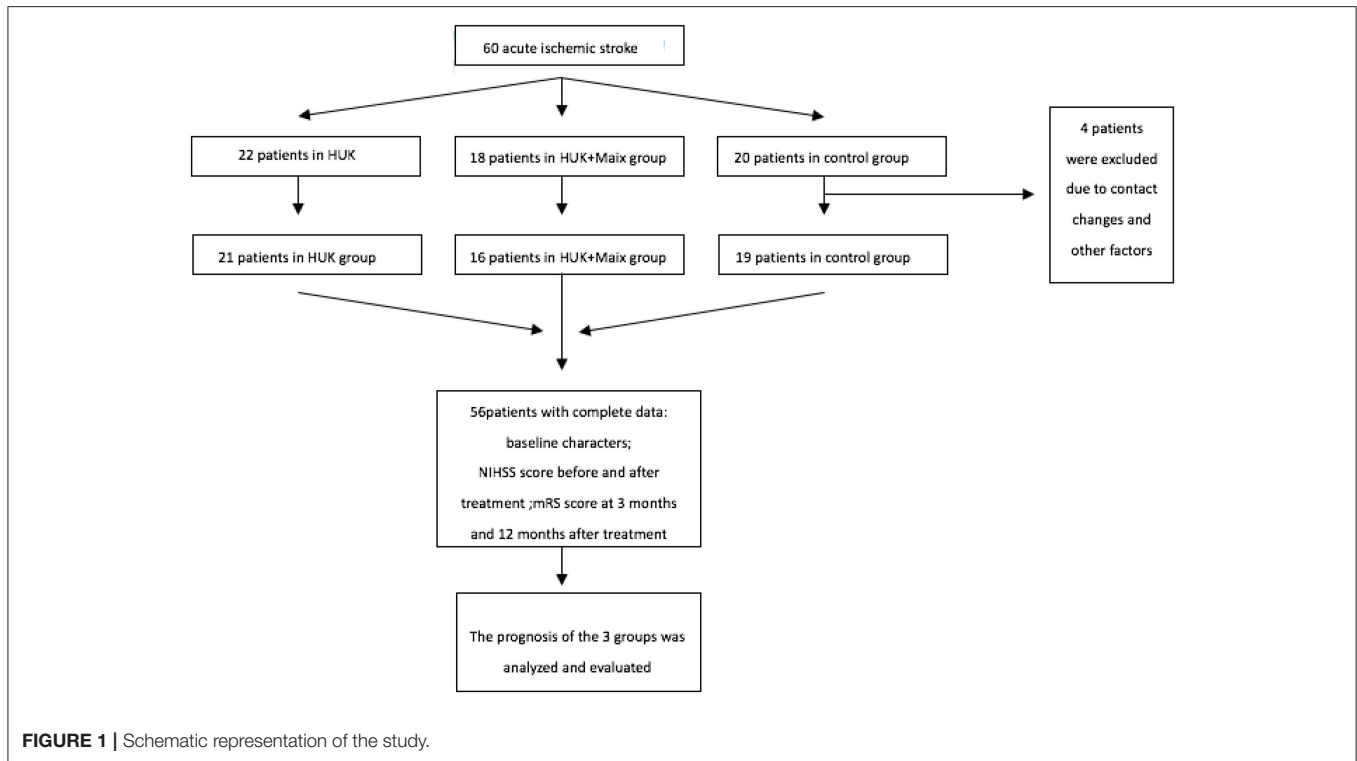 60 acute ischemic stroke
22 patients in HUK
18 patients in HUK+Maix group
20 patients in control group
4 patients
were excluded
due to contact
changes and
other factors
21 patients in HUK group
16 patients in HUK+Maix group
19 patients in control group
56patients with complete data:
baseline characters;
NIHSS score before and after
treatment ;mRS score at 3 months
and 12 months after treatment
The prognosis of the 3 groups was
analyzed and evaluated
FIGURE 1 | Schematic representation of the study.